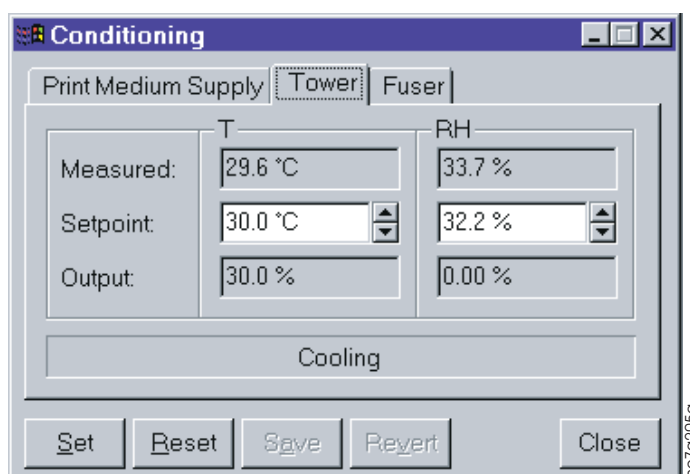 Conditioning
Print Medium Supply Tower Fuser
T RH
Measured: 29.6 °C 33.7 %
Setpoint: 30.0 °C 32.2 %
Output: 30.0 % 0.00 %
Cooling
Set Reset Save Revert Close